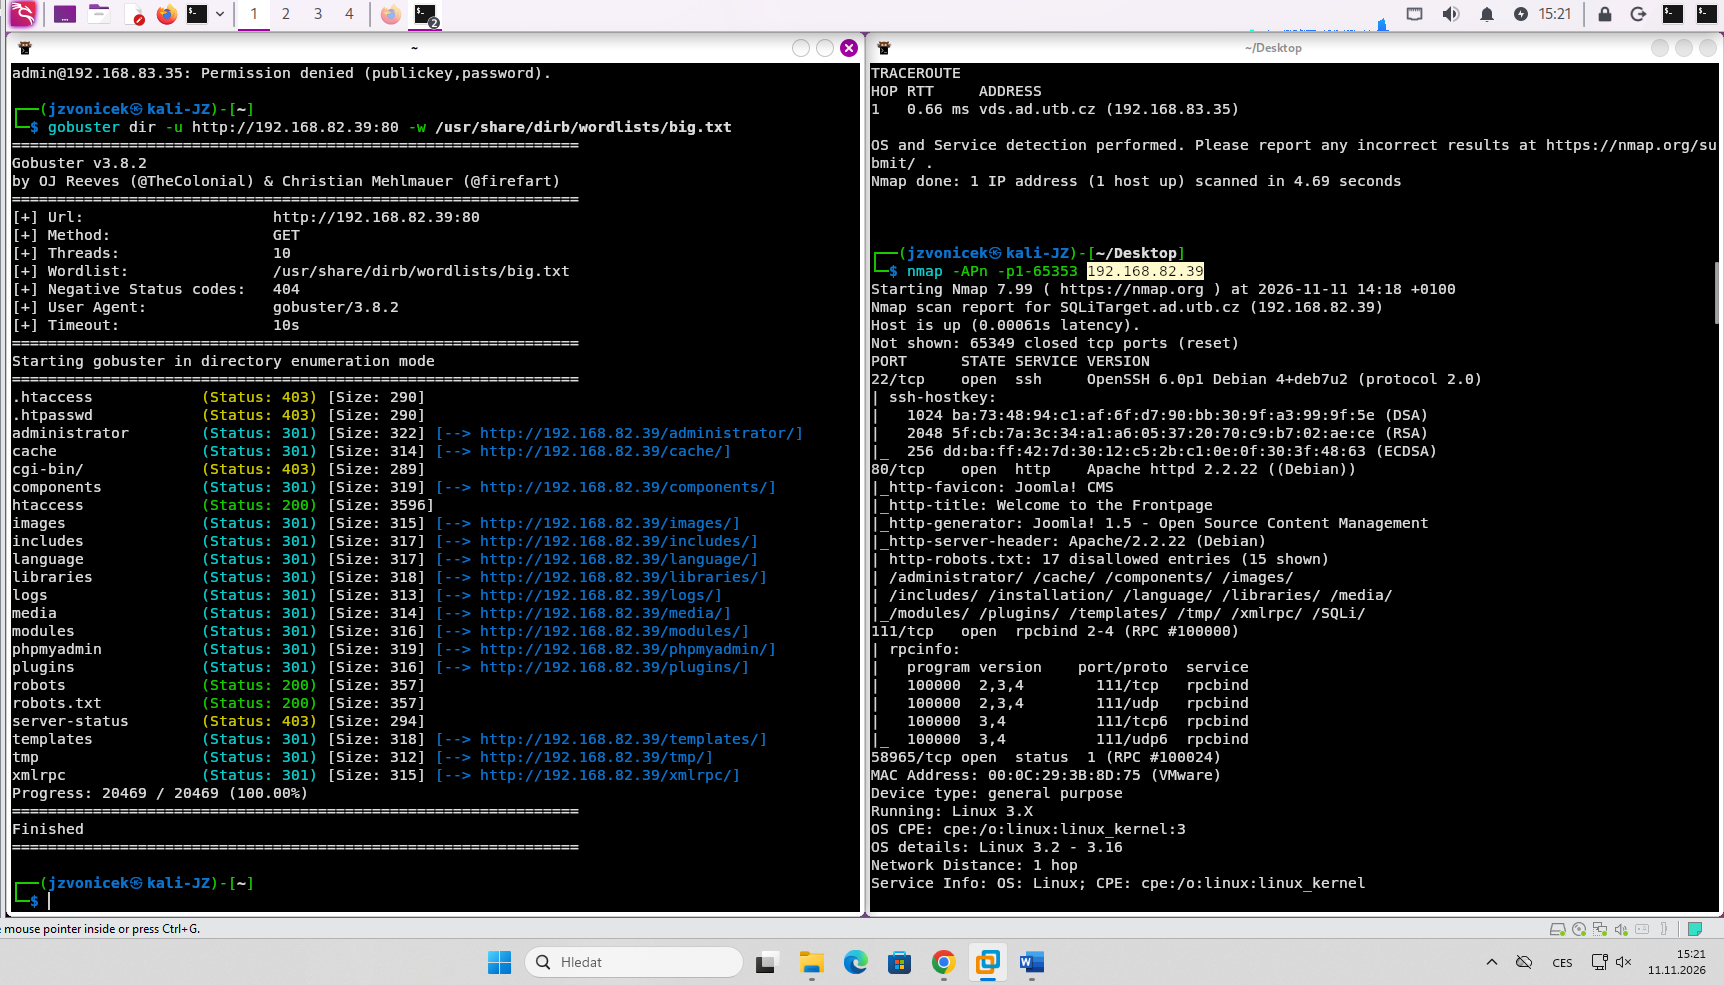 1
2
3
4
2
15:21
~
admin@192.168.83.35: Permission denied (publickey,password).
┌──(jzvonicek㉿kali-JZ)-[~]
└─$ gobuster dir -u http://192.168.82.39:80 -w /usr/share/dirb/wordlists/big.txt
===============================================================
Gobuster v3.8.2
by OJ Reeves (@TheColonial) & Christian Mehlmauer (@firefart)
===============================================================
[+] Url:                     http://192.168.82.39:80
[+] Method:                  GET
[+] Threads:                 10
[+] Wordlist:                /usr/share/dirb/wordlists/big.txt
[+] Negative Status codes:   404
[+] User Agent:              gobuster/3.8.2
[+] Timeout:                 10s
===============================================================
Starting gobuster in directory enumeration mode
===============================================================
.htaccess            (Status: 403) [Size: 290]
.htpasswd            (Status: 403) [Size: 290]
administrator        (Status: 301) [Size: 322] [--> http://192.168.82.39/administrator/]
cache                (Status: 301) [Size: 314] [--> http://192.168.82.39/cache/]
cgi-bin/             (Status: 403) [Size: 289]
components           (Status: 301) [Size: 319] [--> http://192.168.82.39/components/]
htaccess             (Status: 200) [Size: 3596]
images               (Status: 301) [Size: 315] [--> http://192.168.82.39/images/]
includes             (Status: 301) [Size: 317] [--> http://192.168.82.39/includes/]
language             (Status: 301) [Size: 317] [--> http://192.168.82.39/language/]
libraries            (Status: 301) [Size: 318] [--> http://192.168.82.39/libraries/]
logs                 (Status: 301) [Size: 313] [--> http://192.168.82.39/logs/]
media                (Status: 301) [Size: 314] [--> http://192.168.82.39/media/]
modules              (Status: 301) [Size: 316] [--> http://192.168.82.39/modules/]
phpmyadmin           (Status: 301) [Size: 319] [--> http://192.168.82.39/phpmyadmin/]
plugins              (Status: 301) [Size: 316] [--> http://192.168.82.39/plugins/]
robots               (Status: 200) [Size: 357]
robots.txt           (Status: 200) [Size: 357]
server-status        (Status: 403) [Size: 294]
templates            (Status: 301) [Size: 318] [--> http://192.168.82.39/templates/]
tmp                  (Status: 301) [Size: 312] [--> http://192.168.82.39/tmp/]
xmlrpc               (Status: 301) [Size: 315] [--> http://192.168.82.39/xmlrpc/]
Progress: 20469 / 20469 (100.00%)
===============================================================
Finished
===============================================================
┌──(jzvonicek㉿kali-JZ)-[~]
└─$
~/Desktop
TRACEROUTE
HOP RTT     ADDRESS
1   0.66 ms vds.ad.utb.cz (192.168.83.35)
OS and Service detection performed. Please report any incorrect results at https://nmap.org/su
bmit/ .
Nmap done: 1 IP address (1 host up) scanned in 4.69 seconds
┌──(jzvonicek㉿kali-JZ)-[~/Desktop]
└─$ nmap -APn -p1-65353 192.168.82.39
Starting Nmap 7.99 ( https://nmap.org ) at 2026-11-11 14:18 +0100
Nmap scan report for SQLiTarget.ad.utb.cz (192.168.82.39)
Host is up (0.00061s latency).
Not shown: 65349 closed tcp ports (reset)
PORT      STATE SERVICE VERSION
22/tcp    open  ssh     OpenSSH 6.0p1 Debian 4+deb7u2 (protocol 2.0)
| ssh-hostkey:
|   1024 ba:73:48:94:c1:af:6f:d7:90:bb:30:9f:a3:99:9f:5e (DSA)
|   2048 5f:cb:7a:3c:34:a1:a6:05:37:20:70:c9:b7:02:ae:ce (RSA)
|_  256 dd:ba:ff:42:7d:30:12:c5:2b:c1:0e:0f:30:3f:48:63 (ECDSA)
80/tcp    open  http    Apache httpd 2.2.22 ((Debian))
|_http-favicon: Joomla! CMS
|_http-title: Welcome to the Frontpage
|_http-generator: Joomla! 1.5 - Open Source Content Management
|_http-server-header: Apache/2.2.22 (Debian)
| http-robots.txt: 17 disallowed entries (15 shown)
| /administrator/ /cache/ /components/ /images/
| /includes/ /installation/ /language/ /libraries/ /media/
|_/modules/ /plugins/ /templates/ /tmp/ /xmlrpc/ /SQLi/
111/tcp   open  rpcbind 2-4 (RPC #100000)
| rpcinfo:
|   program version    port/proto  service
|   100000  2,3,4        111/tcp   rpcbind
|   100000  2,3,4        111/udp   rpcbind
|   100000  3,4          111/tcp6  rpcbind
|_  100000  3,4          111/udp6  rpcbind
58965/tcp open  status  1 (RPC #100024)
MAC Address: 00:0C:29:3B:8D:75 (VMware)
Device type: general purpose
Running: Linux 3.X
OS CPE: cpe:/o:linux:linux_kernel:3
OS details: Linux 3.2 - 3.16
Network Distance: 1 hop
Service Info: OS: Linux; CPE: cpe:/o:linux:linux_kernel
mouse pointer inside or press Ctrl+G.
Hledat
CES
15:21
11.11.2026